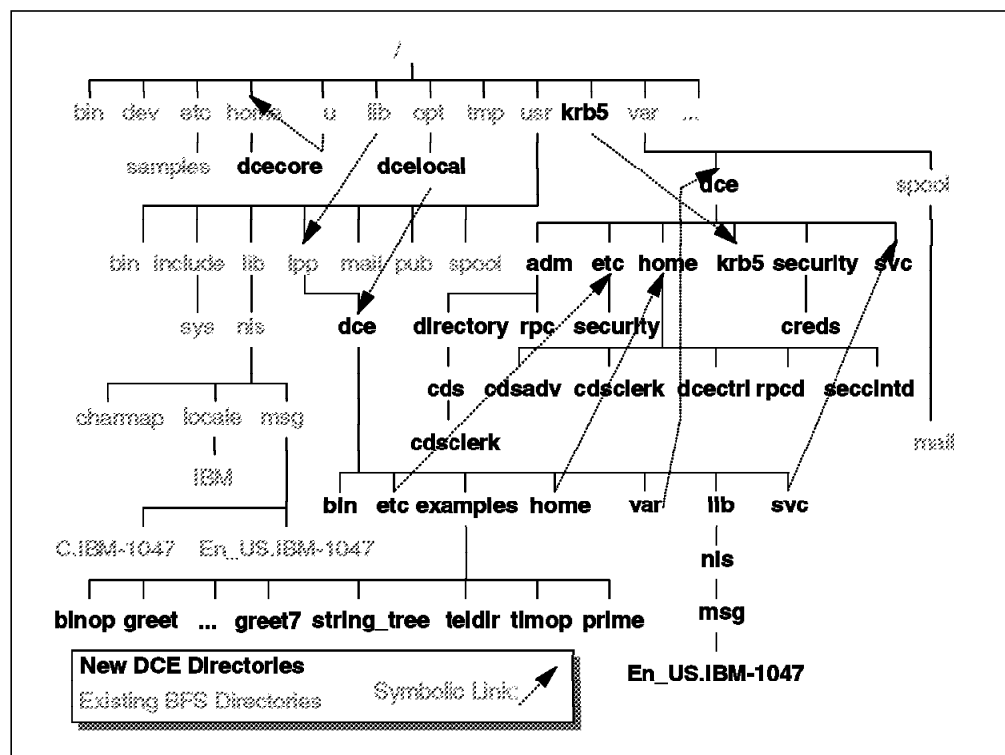 /
bin dev etc home u lib opt tmp usr krb5 var ...
samples dcecore dcelocal dce spool
bin include lib lpp mail pub spool adm etc home krb5 security svc
sys nls dce directory rpc security creds
cds cdsadv cdsclerk dcectrl rpcd secclntd
charmap locale msg cdsclerk mail
IBM
bin etc examples home var lib svc
C.IBM-1047 En_US.IBM-1047
nls
binop greet ... greet7 string_tree teldir timop prime
msg
New DCE Directories
Existing BFS Directories
Symbolic Link:
En_US.IBM-1047